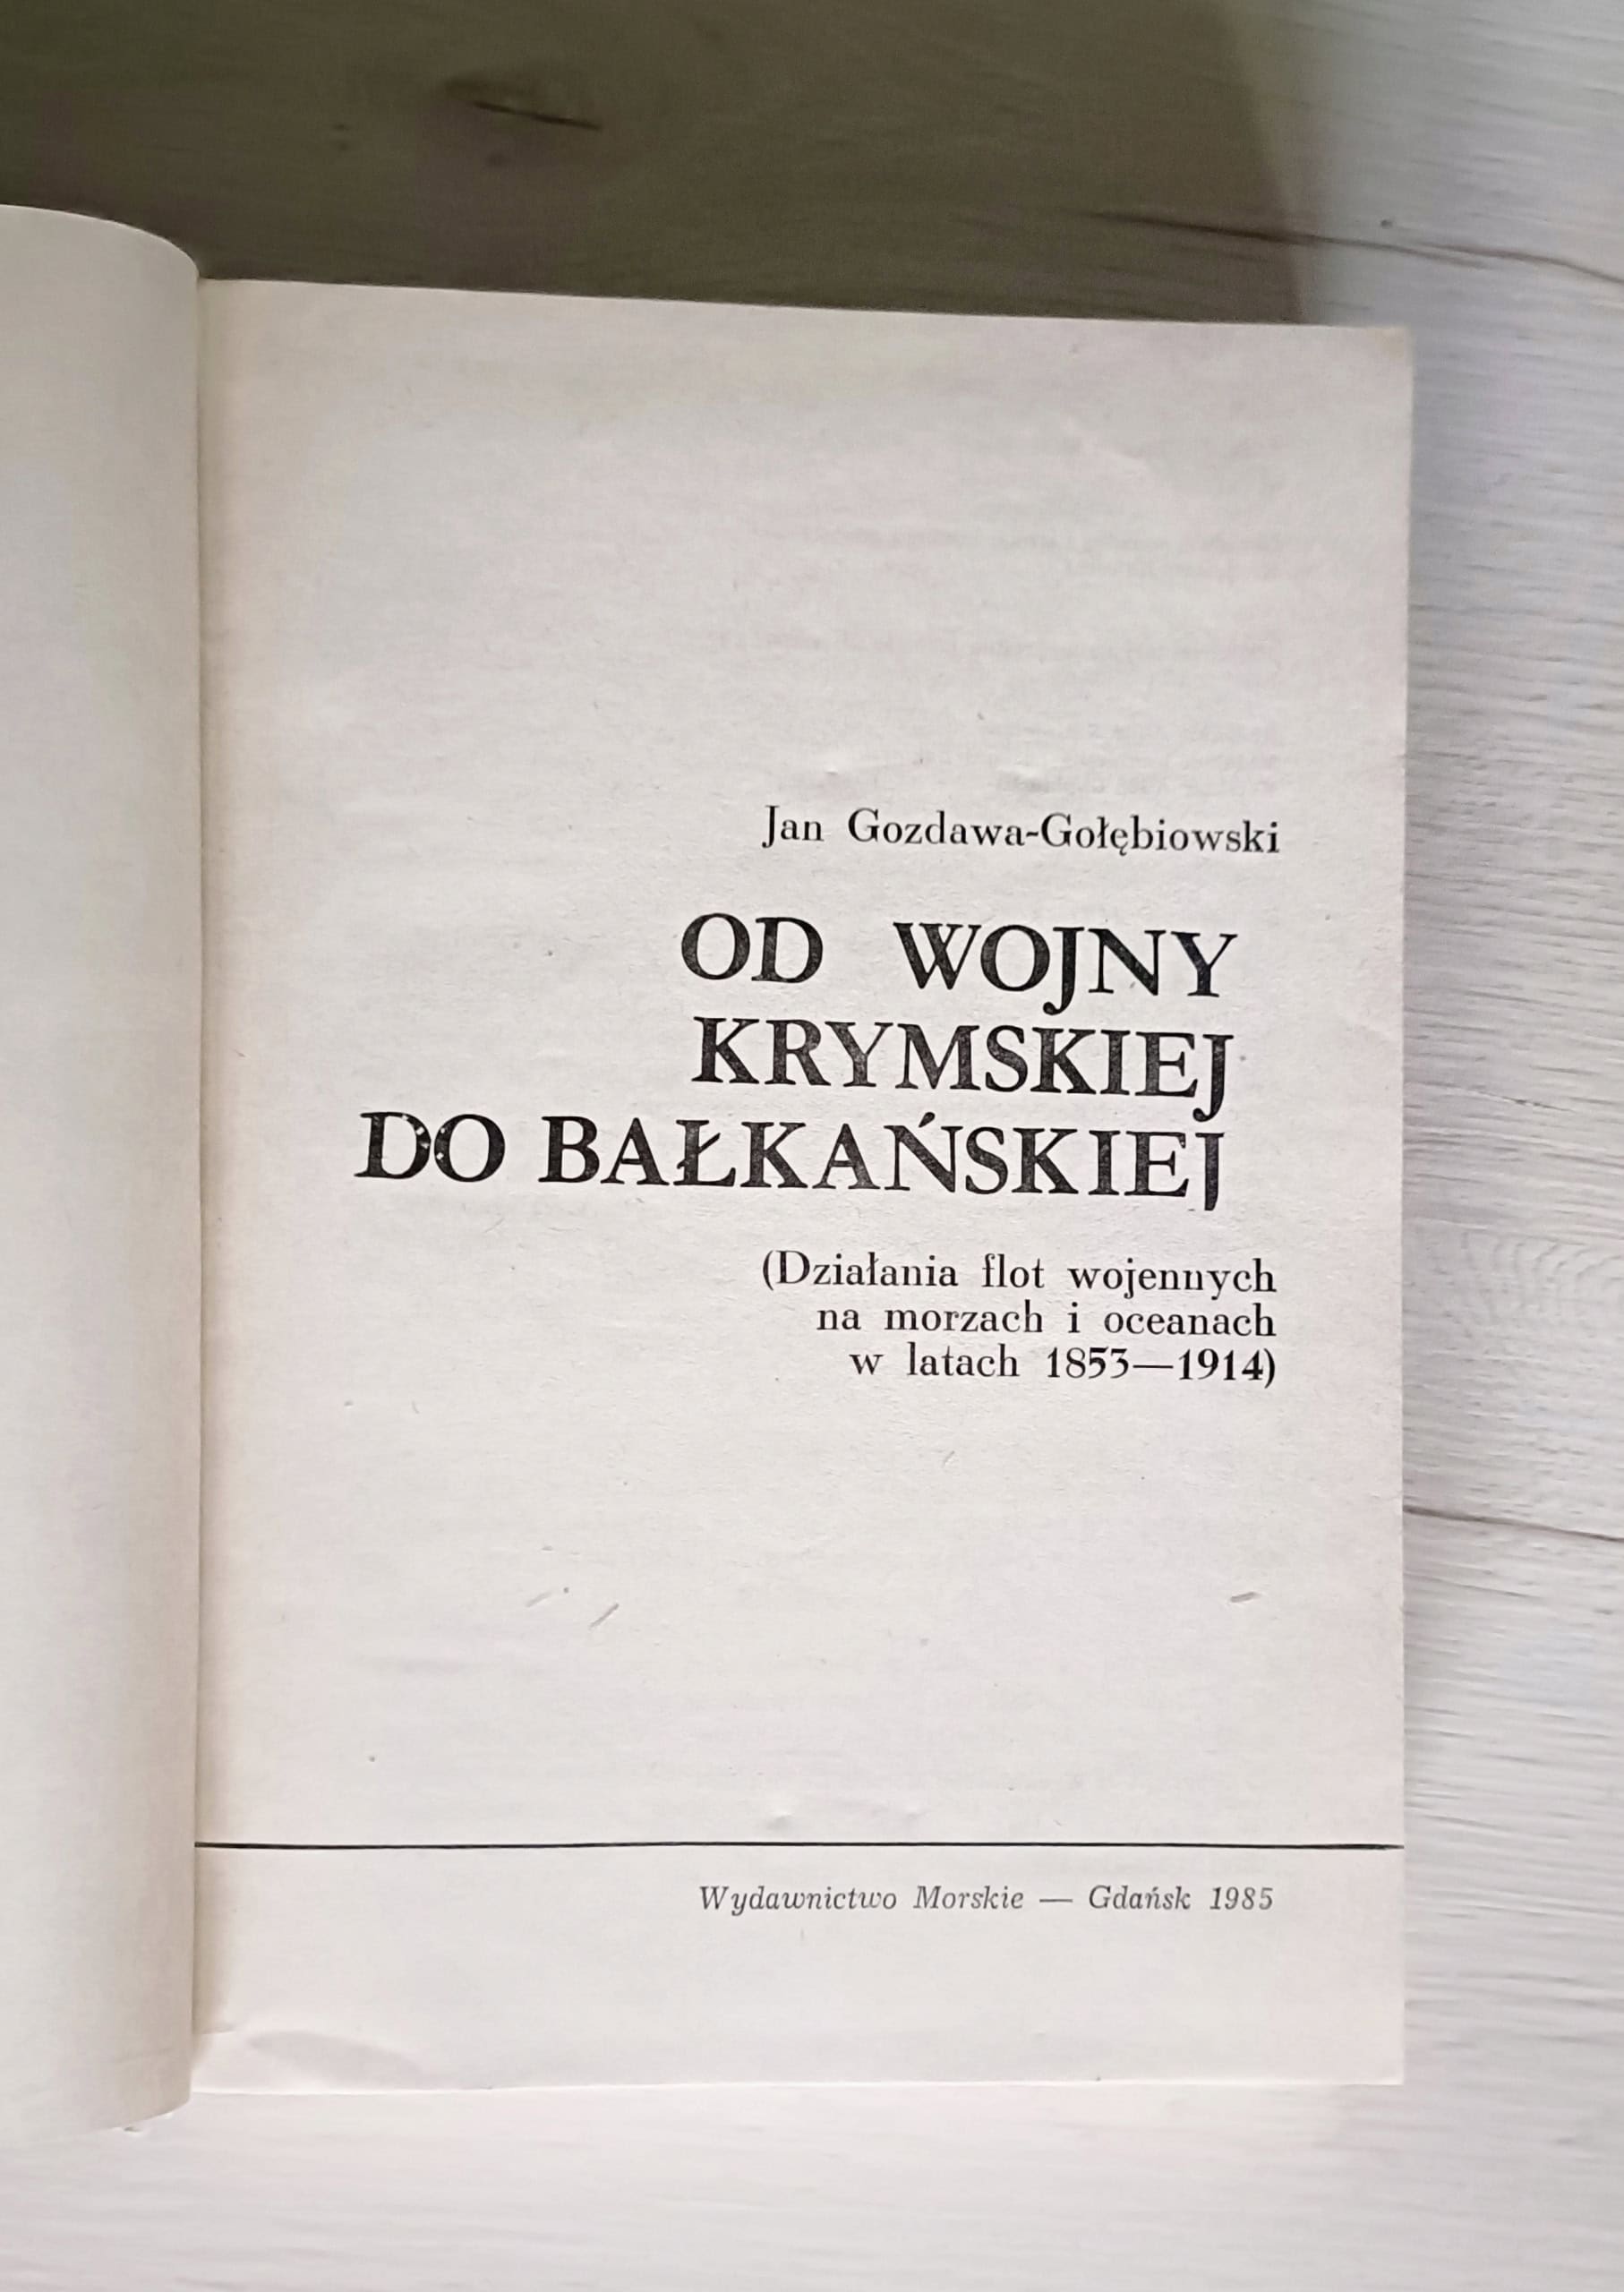 Jan Gozdawa-Gołębiowski
OD WOJNY
KRYMSKIEJ
DO BAŁKAŃSKIEJ
(Działania flot wojennych
na morzach i oceanach
w latach 1853—1914)
Wydawnictwo Morskie — Gdańsk 1985